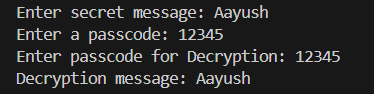 Enter secret message: Aayush
Enter a passcode: 12345
Enter passcode for Decryption: 12345
Decryption message: Aayush